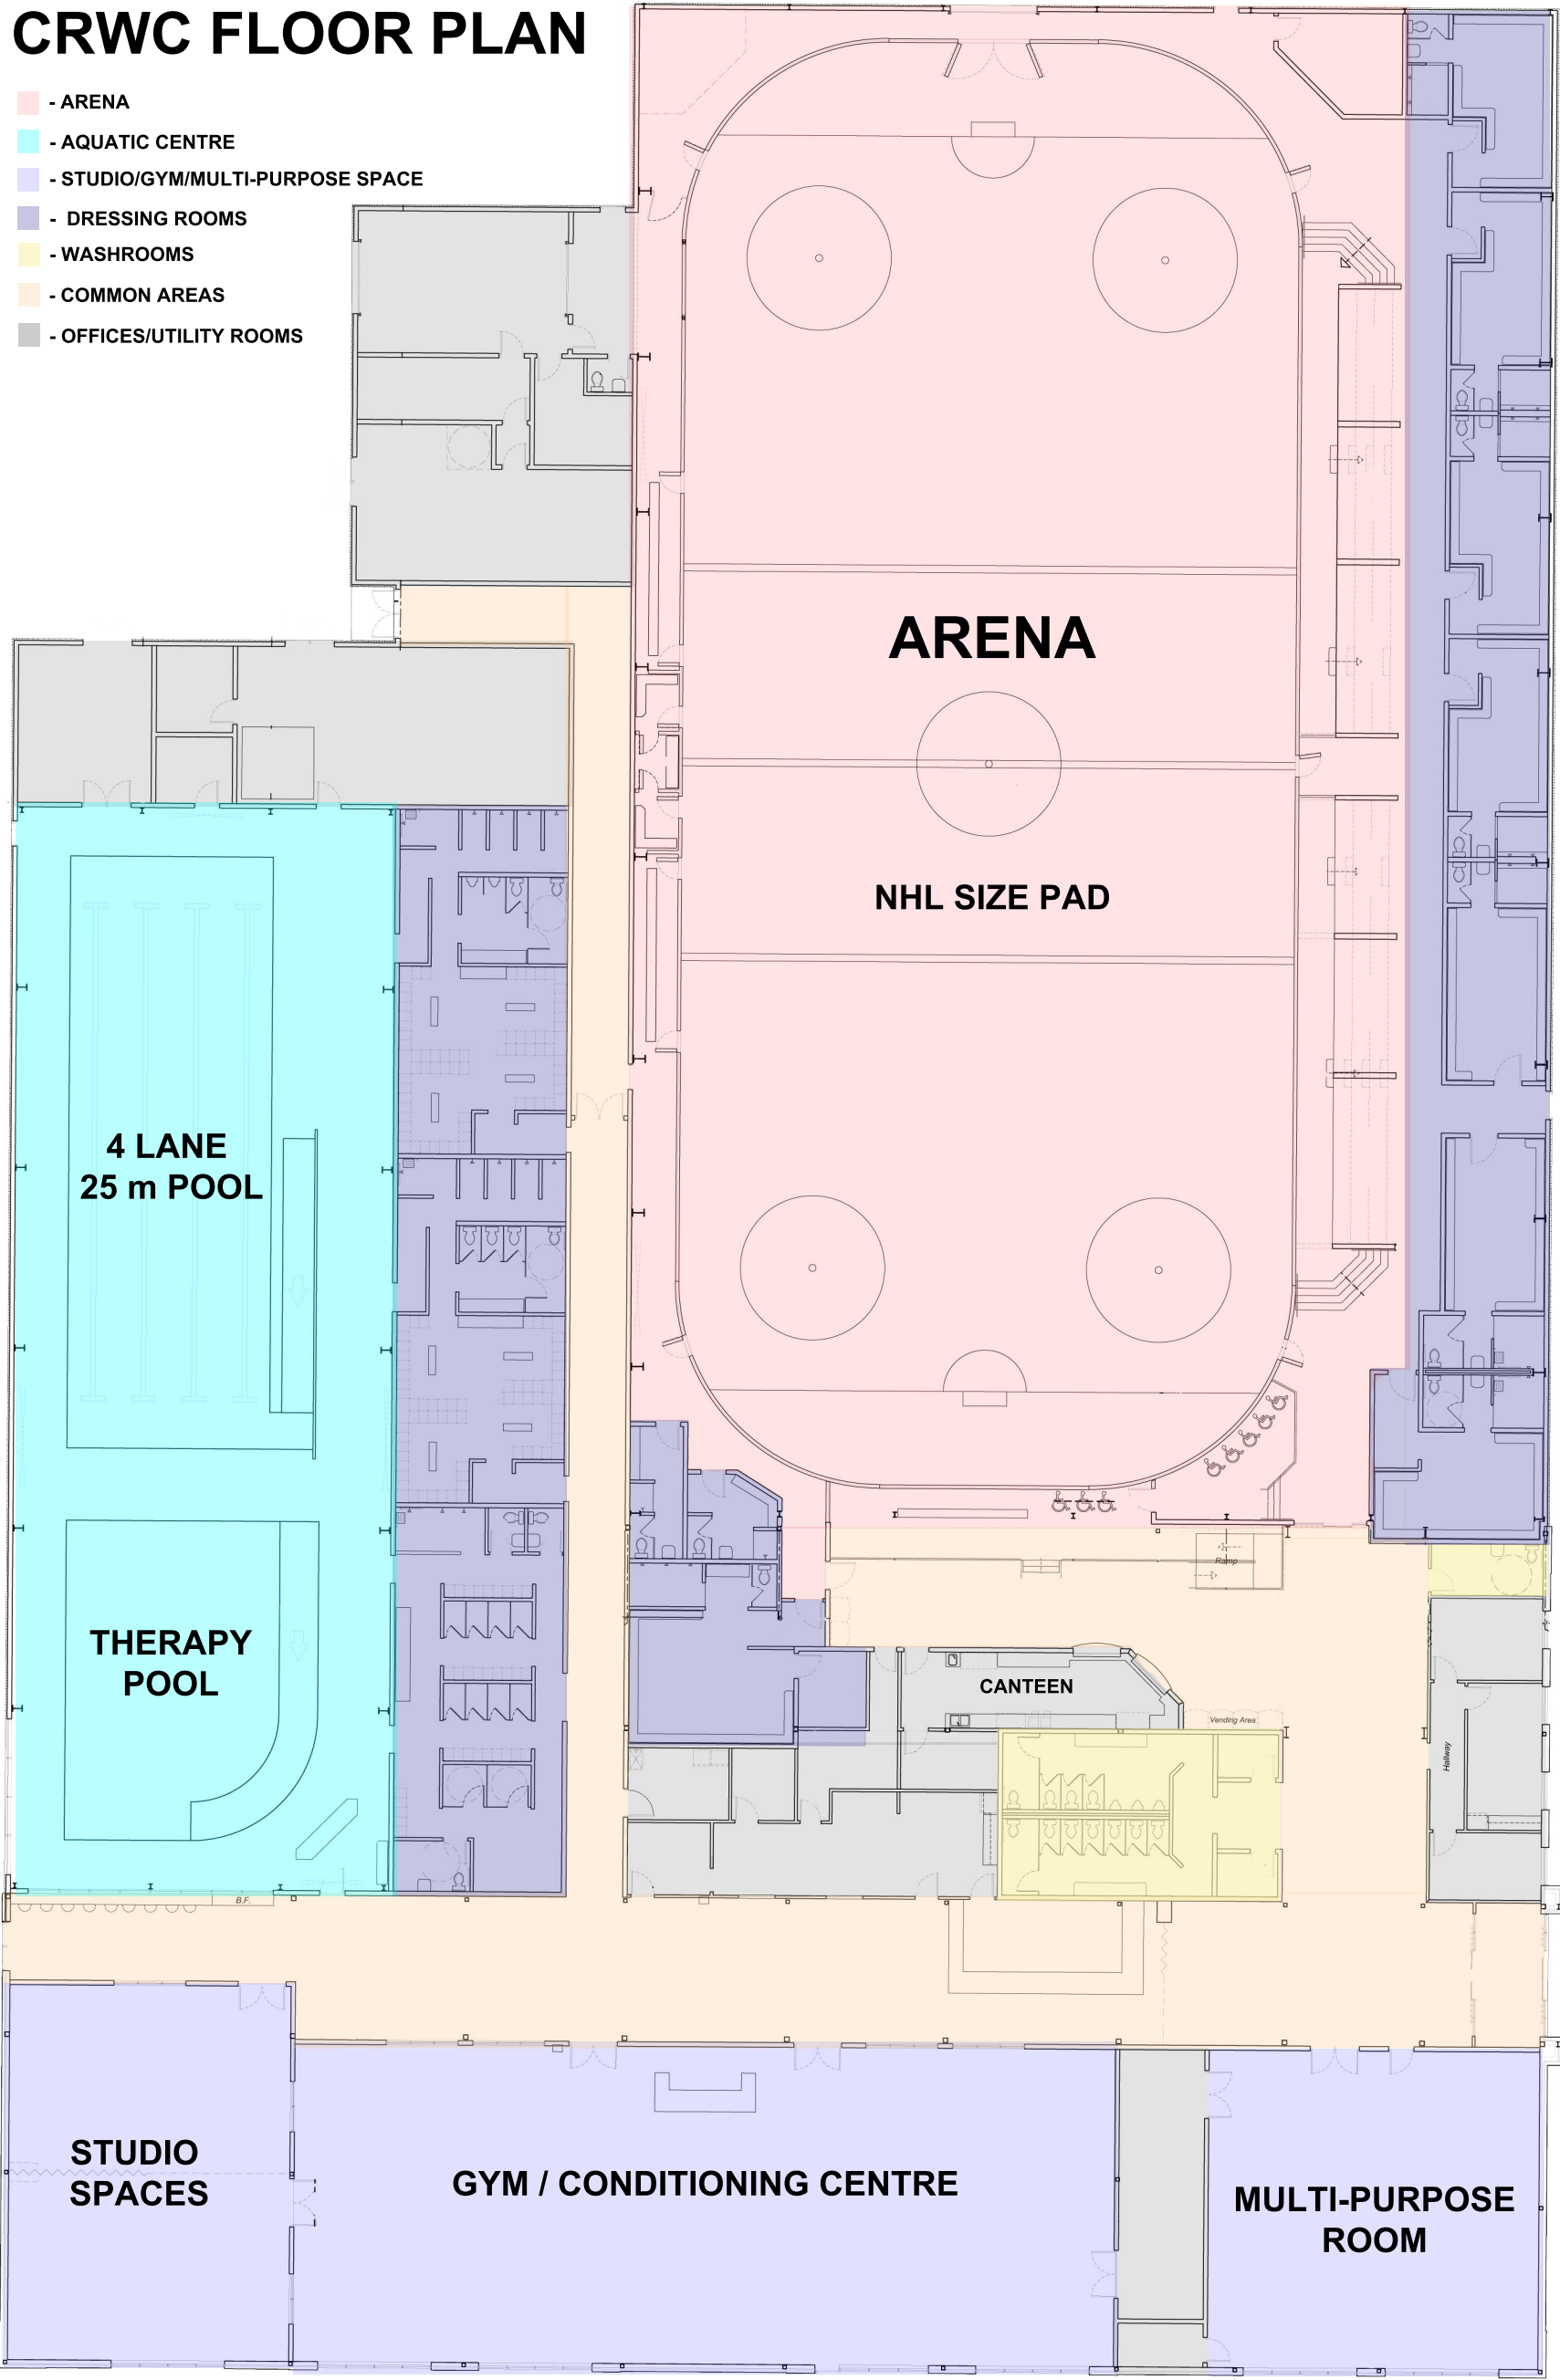 CRWC FLOOR PLAN
- ARENA
- AQUATIC CENTRE
- STUDIO/GYM/MULTI-PURPOSE SPACE
- DRESSING ROOMS
- WASHROOMS
- COMMON AREAS
- OFFICES/UTILITY ROOMS
ARENA
NHL SIZE PAD
4 LANE
25 m POOL
THERAPY
POOL
Ramp
CANTEEN
Vending Area
Hallway
B.F.
STUDIO
SPACES
GYM / CONDITIONING CENTRE
MULTI-PURPOSE
ROOM